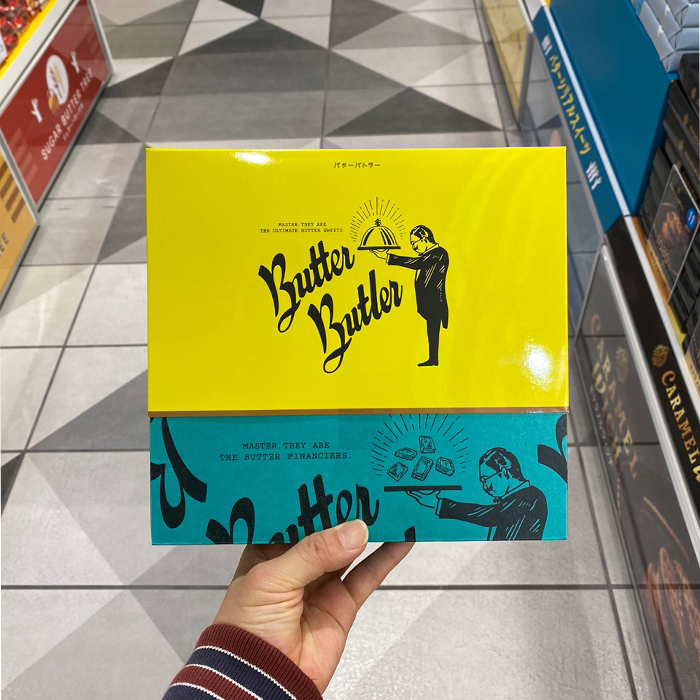 SUGAR BUTTER TREE
バターバトラー
MASTER.THEY ARE
THE ULTIMATE BUTTER SWEETS.
Butter
Butler
MASTER.THEY ARE
THE BUTTER FINANCIERS.
Butter
CARAMEL
CARAMEL